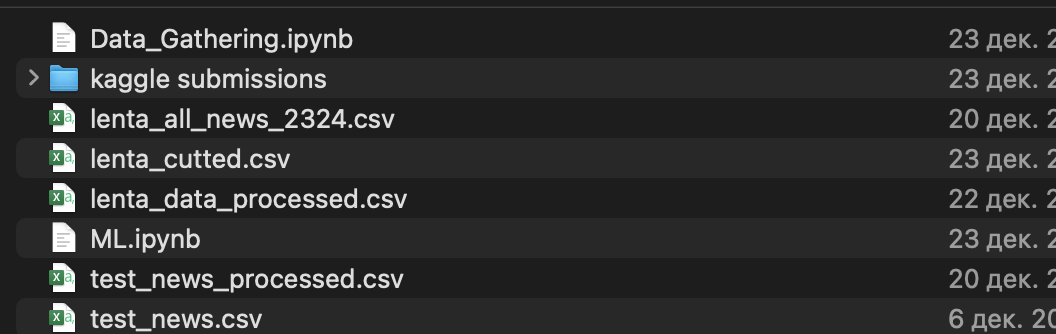 Data_Gathering.ipynb 23 дек. 2
kaggle submissions 23 дек. 2
lenta_all_news_2324.csv 20 дек. 2
lenta_cutted.csv 23 дек. 2
lenta_data_processed.csv 22 дек. 2
ML.ipynb 23 дек. 2
test_news_processed.csv 20 дек. 2
test_news.csv 6 дек. 20